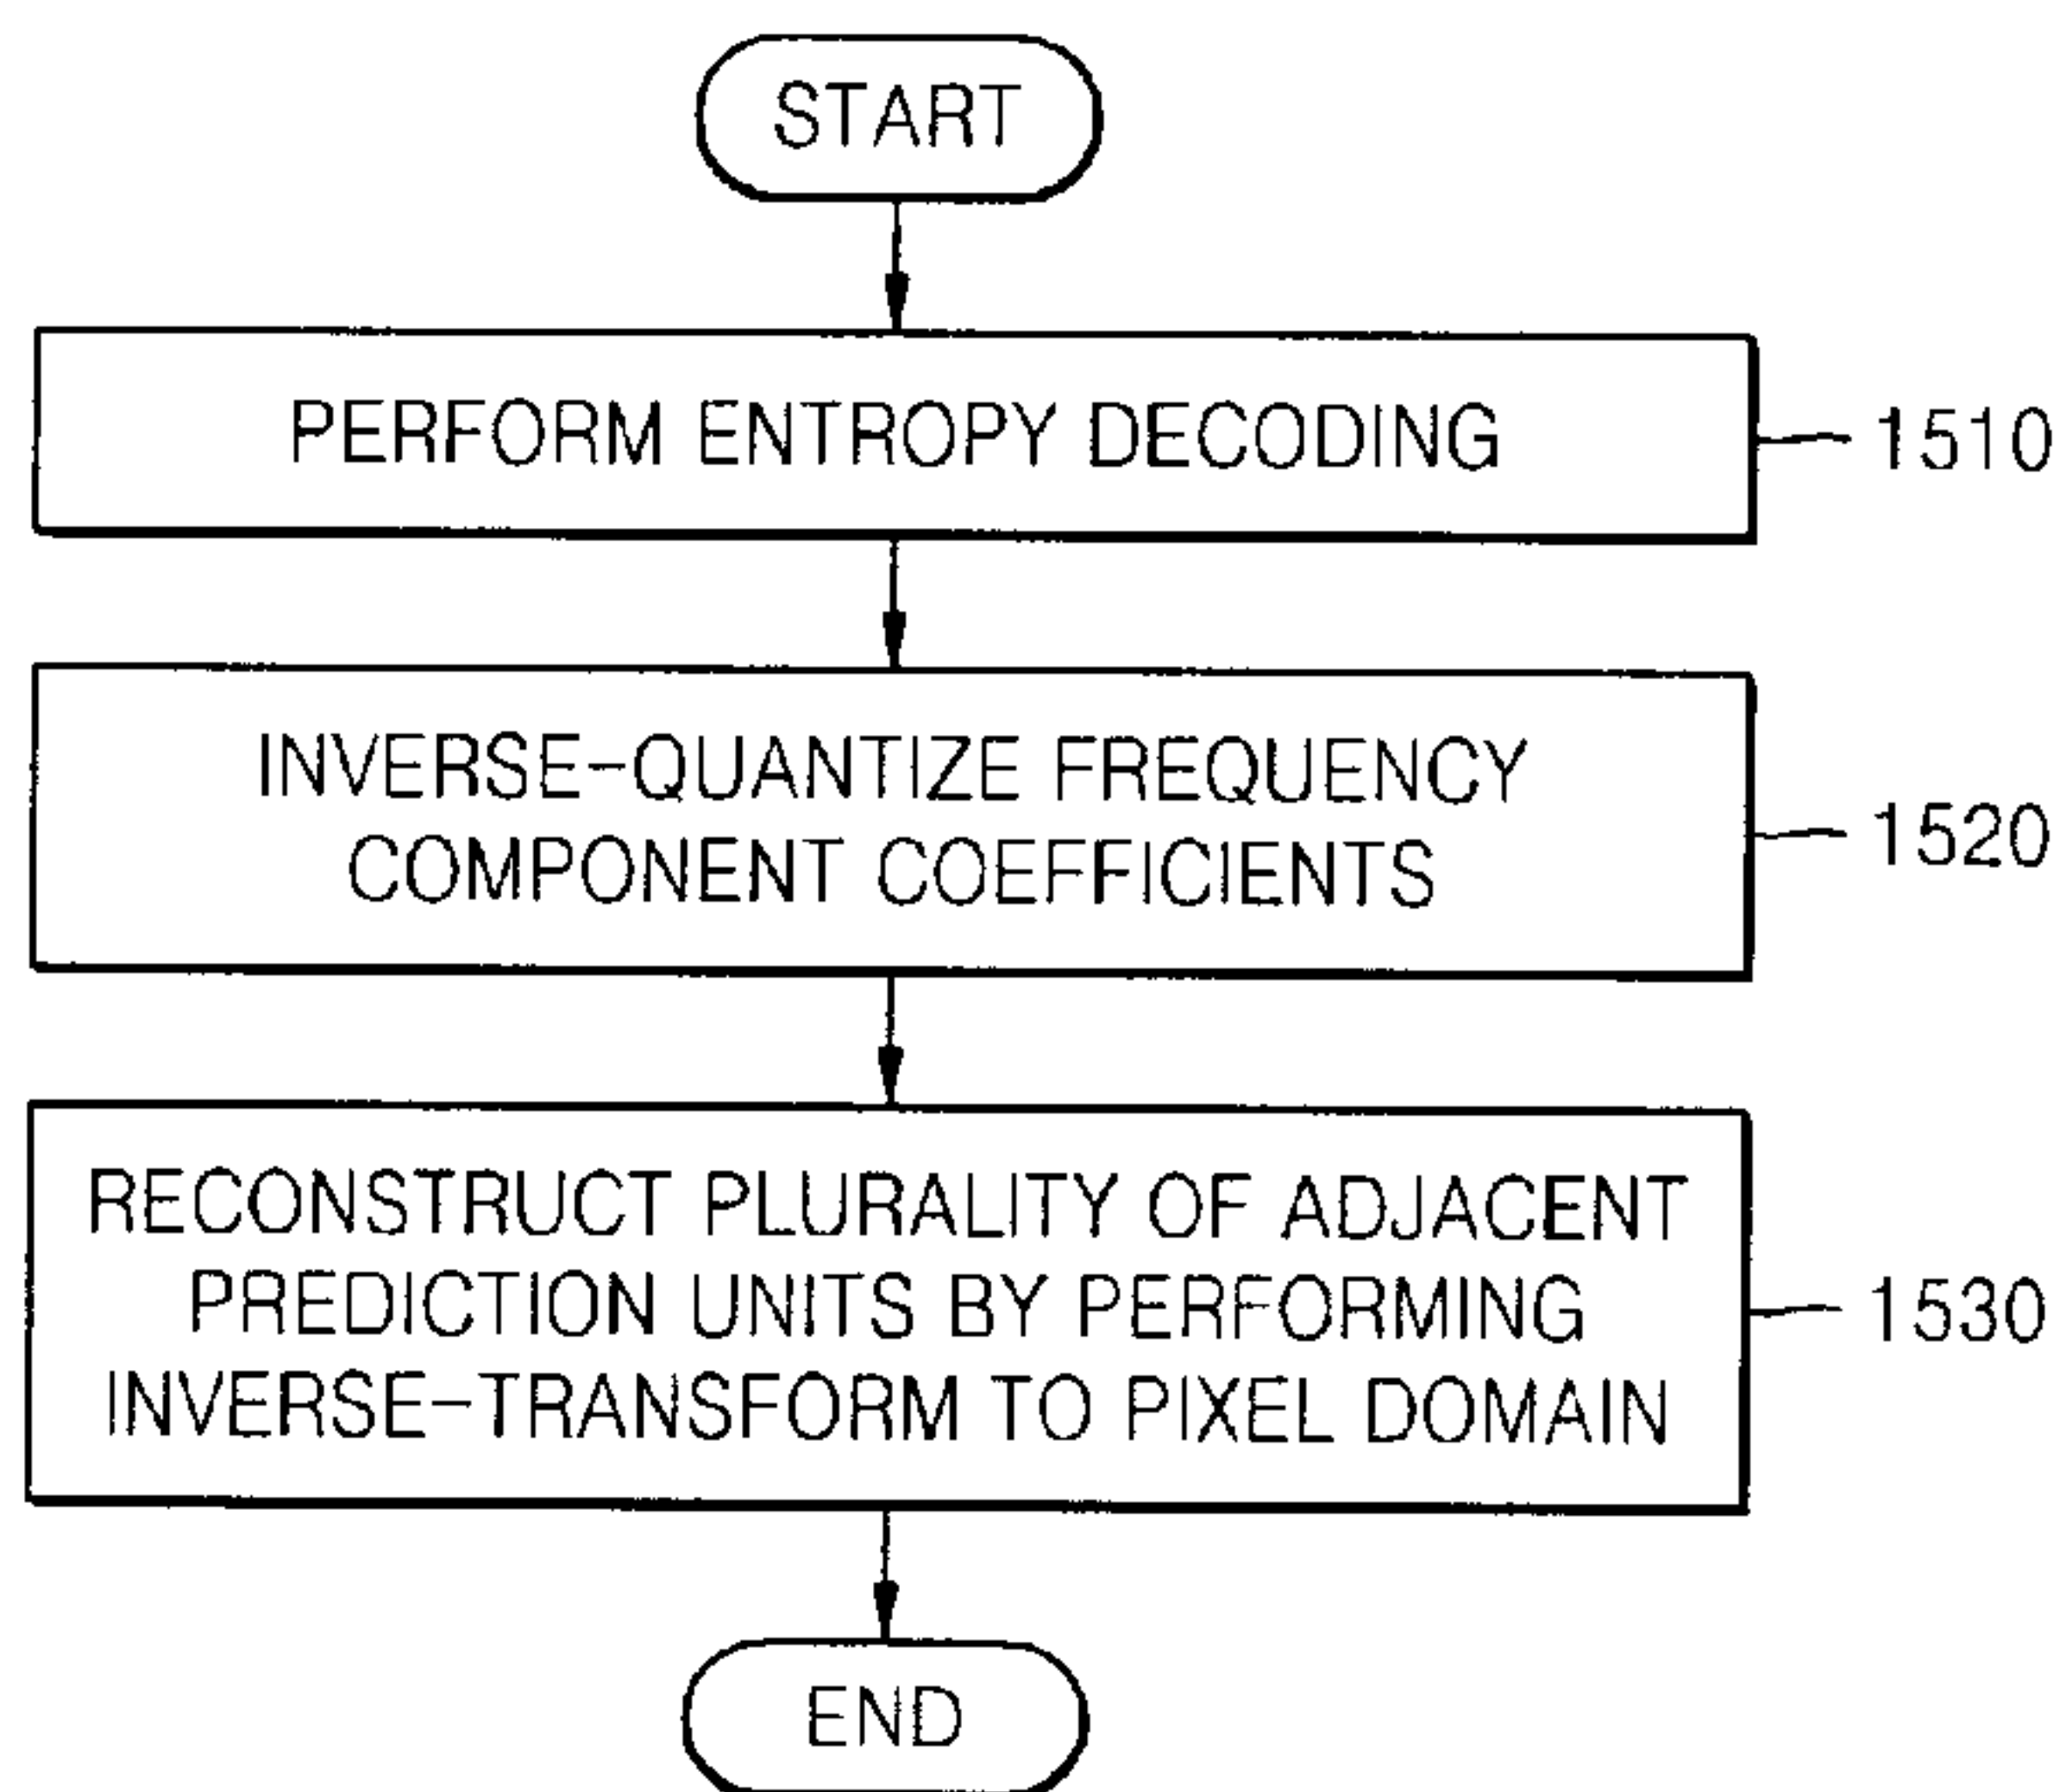 START
PERFORM ENTROPY DECODING
1510
INVERSE-QUANTIZE FREQUENCY
COMPONENT COEFFICIENTS
1520
RECONSTRUCT PLURALITY OF ADJACENT
PREDICTION UNITS BY PERFORMING
INVERSE-TRANSFORM TO PIXEL DOMAIN
1530
END